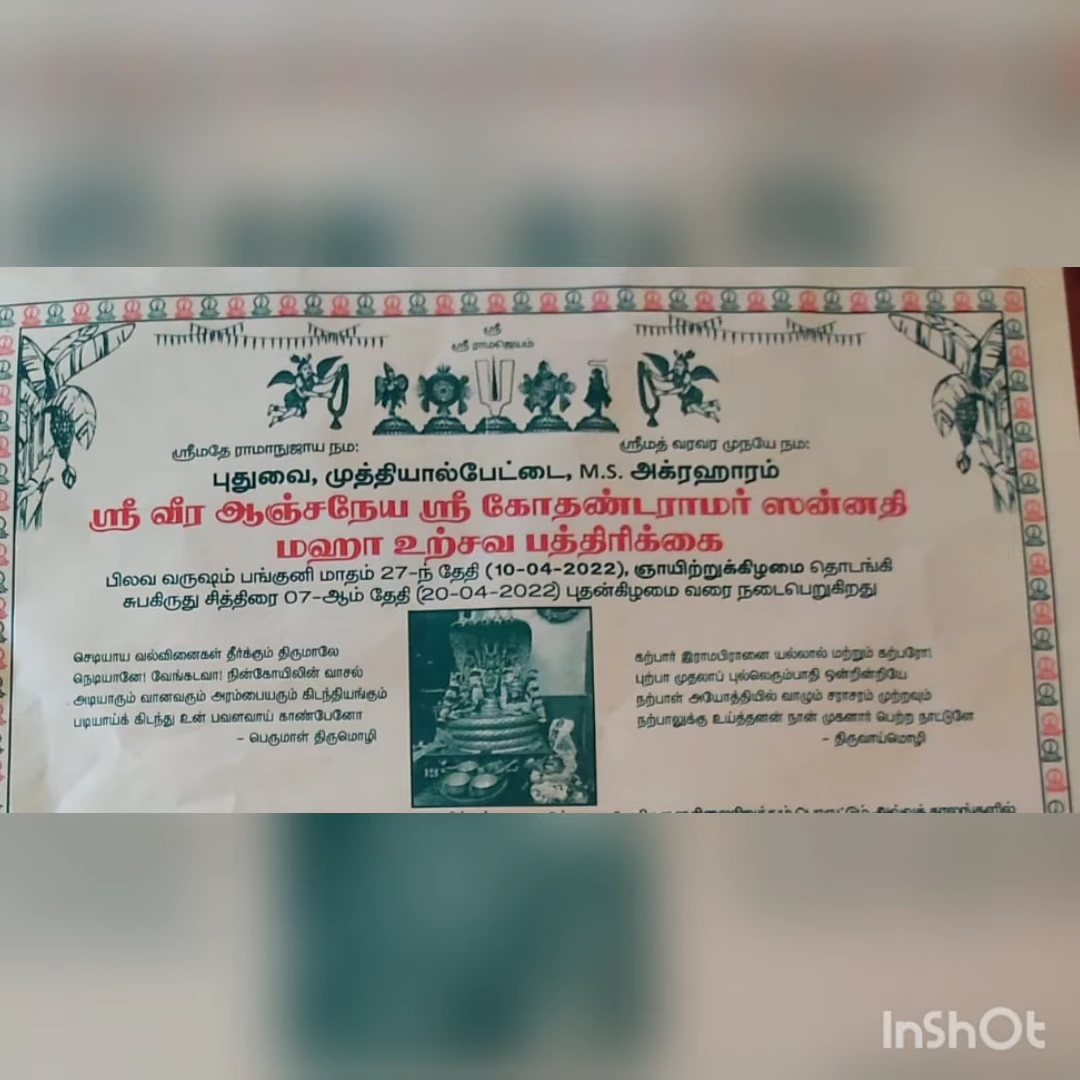 ஸ்ரீ
ஸ்ரீ ராமஜெயம்
ஸ்ரீமதே ராமாநுஜாய நம:
ஸ்ரீமத் வரவர முநயே நம:
புதுவை, முத்தியால்பேட்டை, M.S. அக்ரஹாரம்
ஸ்ரீ வீர ஆஞ்சநேய ஸ்ரீ கோதண்டராமர் ஸன்னதி
மஹா உற்சவ பத்திரிக்கை
பிலவ வருஷம் பங்குனி மாதம் 27-ந் தேதி (10-04-2022), ஞாயிற்றுக்கிழமை தொடங்கி
சுபகிருது சித்திரை 07-ஆம் தேதி (20-04-2022) புதன்கிழமை வரை நடைபெறுகிறது
செடியாய வல்வினைகள் தீர்க்கும் திருமாலே
நெடியானே! வேங்கடவா! நின்கோயிலின் வாசல்
அடியாரும் வானவரும் அரம்பையரும் கிடந்தியங்கும்
படியாய்க் கிடந்து உன் பவளவாய் காண்பேனோ
- பெருமாள் திருமொழி
கற்பார் இராமபிரானை யல்லால் மற்றும் கற்பரோ!
புற்பா முதலாப் புல்லெரும்பாதி ஒன்றின்றியே
நற்பாள் அயோத்தியில் வாழும் சராசரம் முற்றவும்
நற்பாலுக்கு உய்த்தனன் நான் முகனார் பெற்ற நாட்டுளே
- திருவாய்மொழி
InShOt